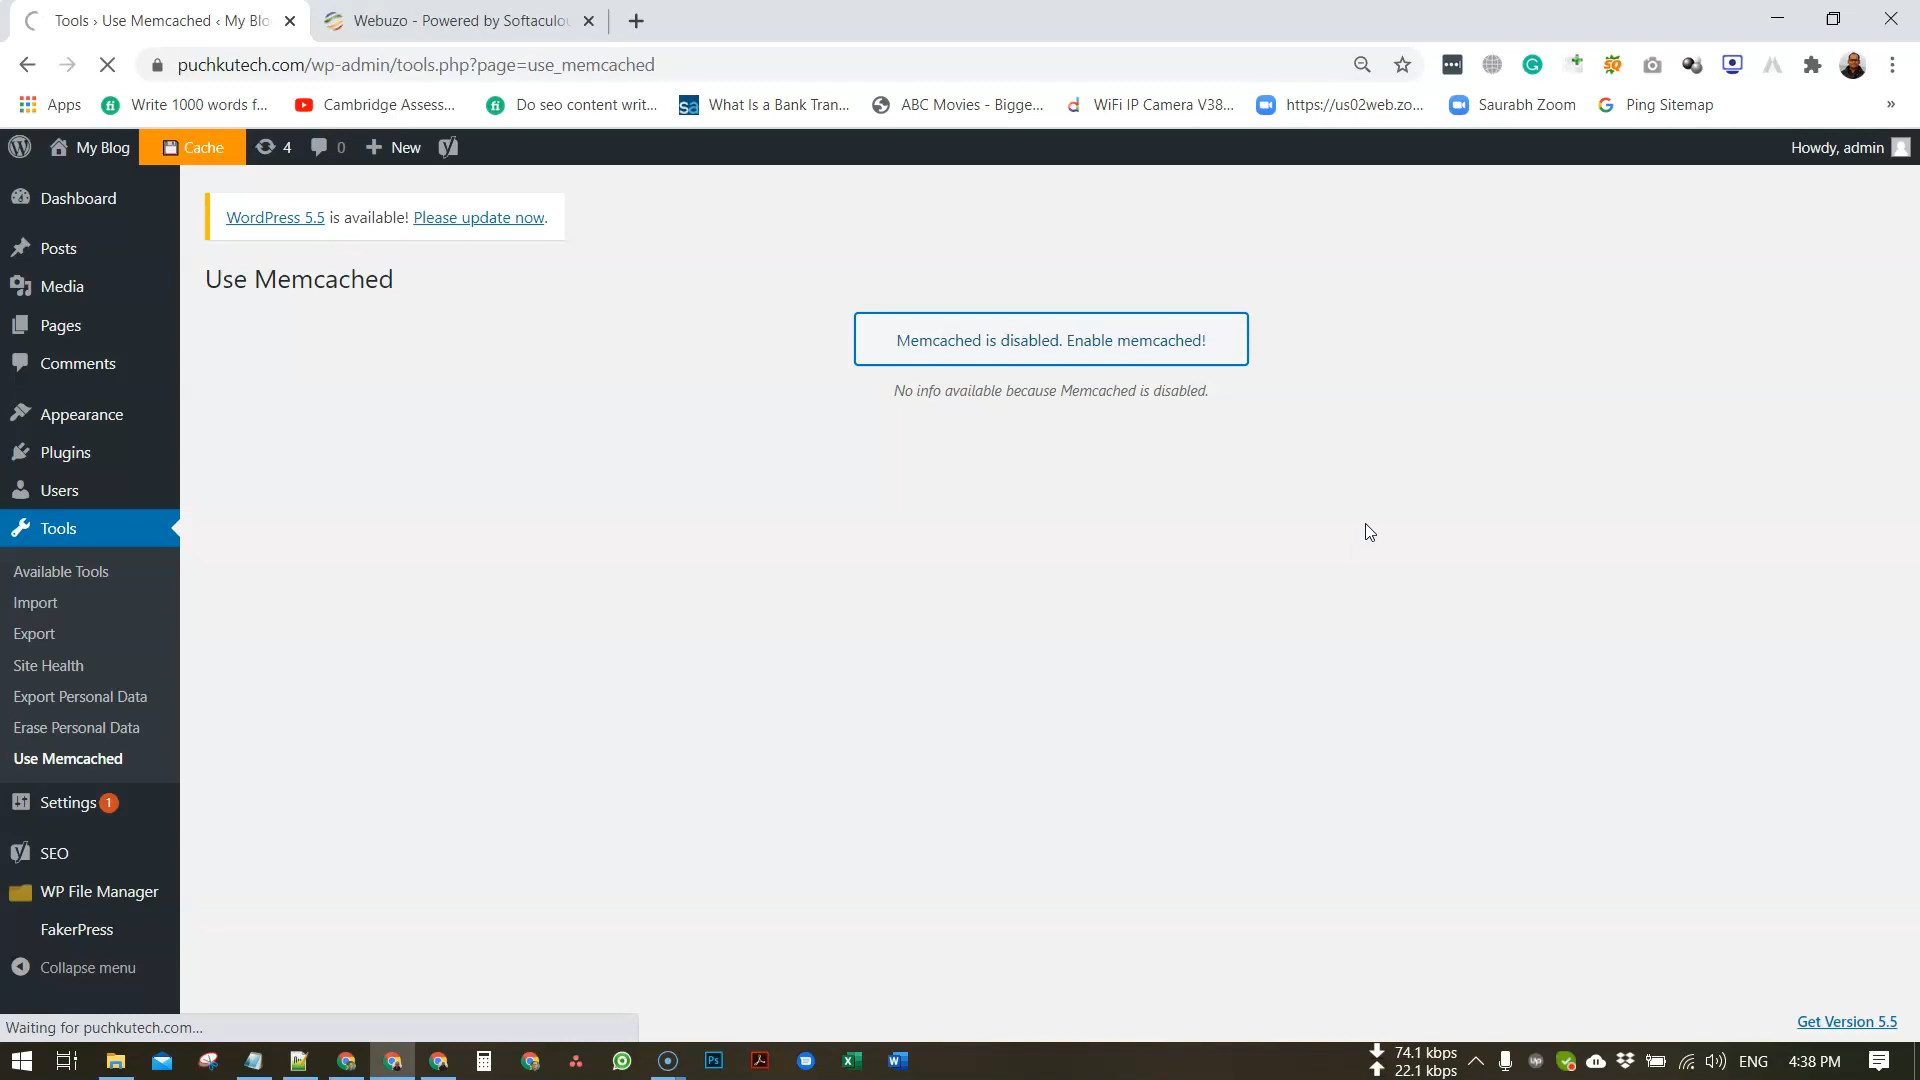 Tools › Use Memcached ‹ My Blo
Webuzo - Powered by Softaculou
puchkutech.com/wp-admin/tools.php?page=use_memcached
Apps
Write 1000 words f...
Cambridge Assess...
Do seo content writ...
What Is a Bank Tran...
ABC Movies - Bigge...
WiFi IP Camera V38...
https://us02web.zo...
Saurabh Zoom
Ping Sitemap
»
My Blog
Cache
4
0
New
Howdy, admin
Dashboard
WordPress 5.5 is available! Please update now.
Posts
Media
Pages
Comments
Appearance
Plugins
Users
Tools
Available Tools
Import
Export
Site Health
Export Personal Data
Erase Personal Data
Use Memcached
Settings 1
SEO
WP File Manager
FakerPress
Collapse menu
Use Memcached
Memcached is disabled. Enable memcached!
No info available because Memcached is disabled.
Get Version 5.5
Waiting for puchkutech.com...
74.1 kbps
22.1 kbps
ENG
4:38 PM